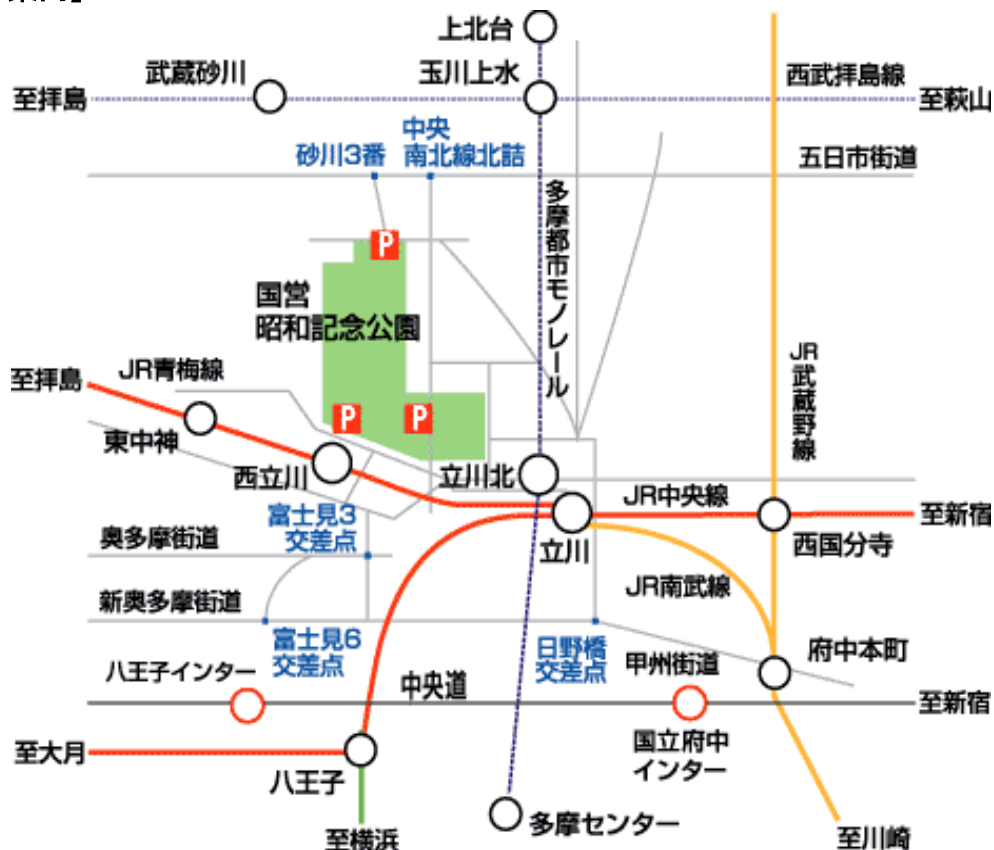 上北台
武蔵砂川
玉川上水
西武拝島線
至拝島
至萩山
中央
南北線北詰
砂川3番
五日市街道
多摩都市モノレール
P
国営
昭和記念公園
JR青梅線
至拝島
JR武蔵野線
P
P
東中神
西立川
立川北
JR中央線
富士見3
交差点
至新宿
奥多摩街道
立川
西国分寺
新奥多摩街道
JR南武線
富士見6
交差点
日野橋
交差点
甲州街道
府中本町
八王子インター
中央道
至新宿
国立府中
インター
至大月
八王子
多摩センター
至横浜
至川崎